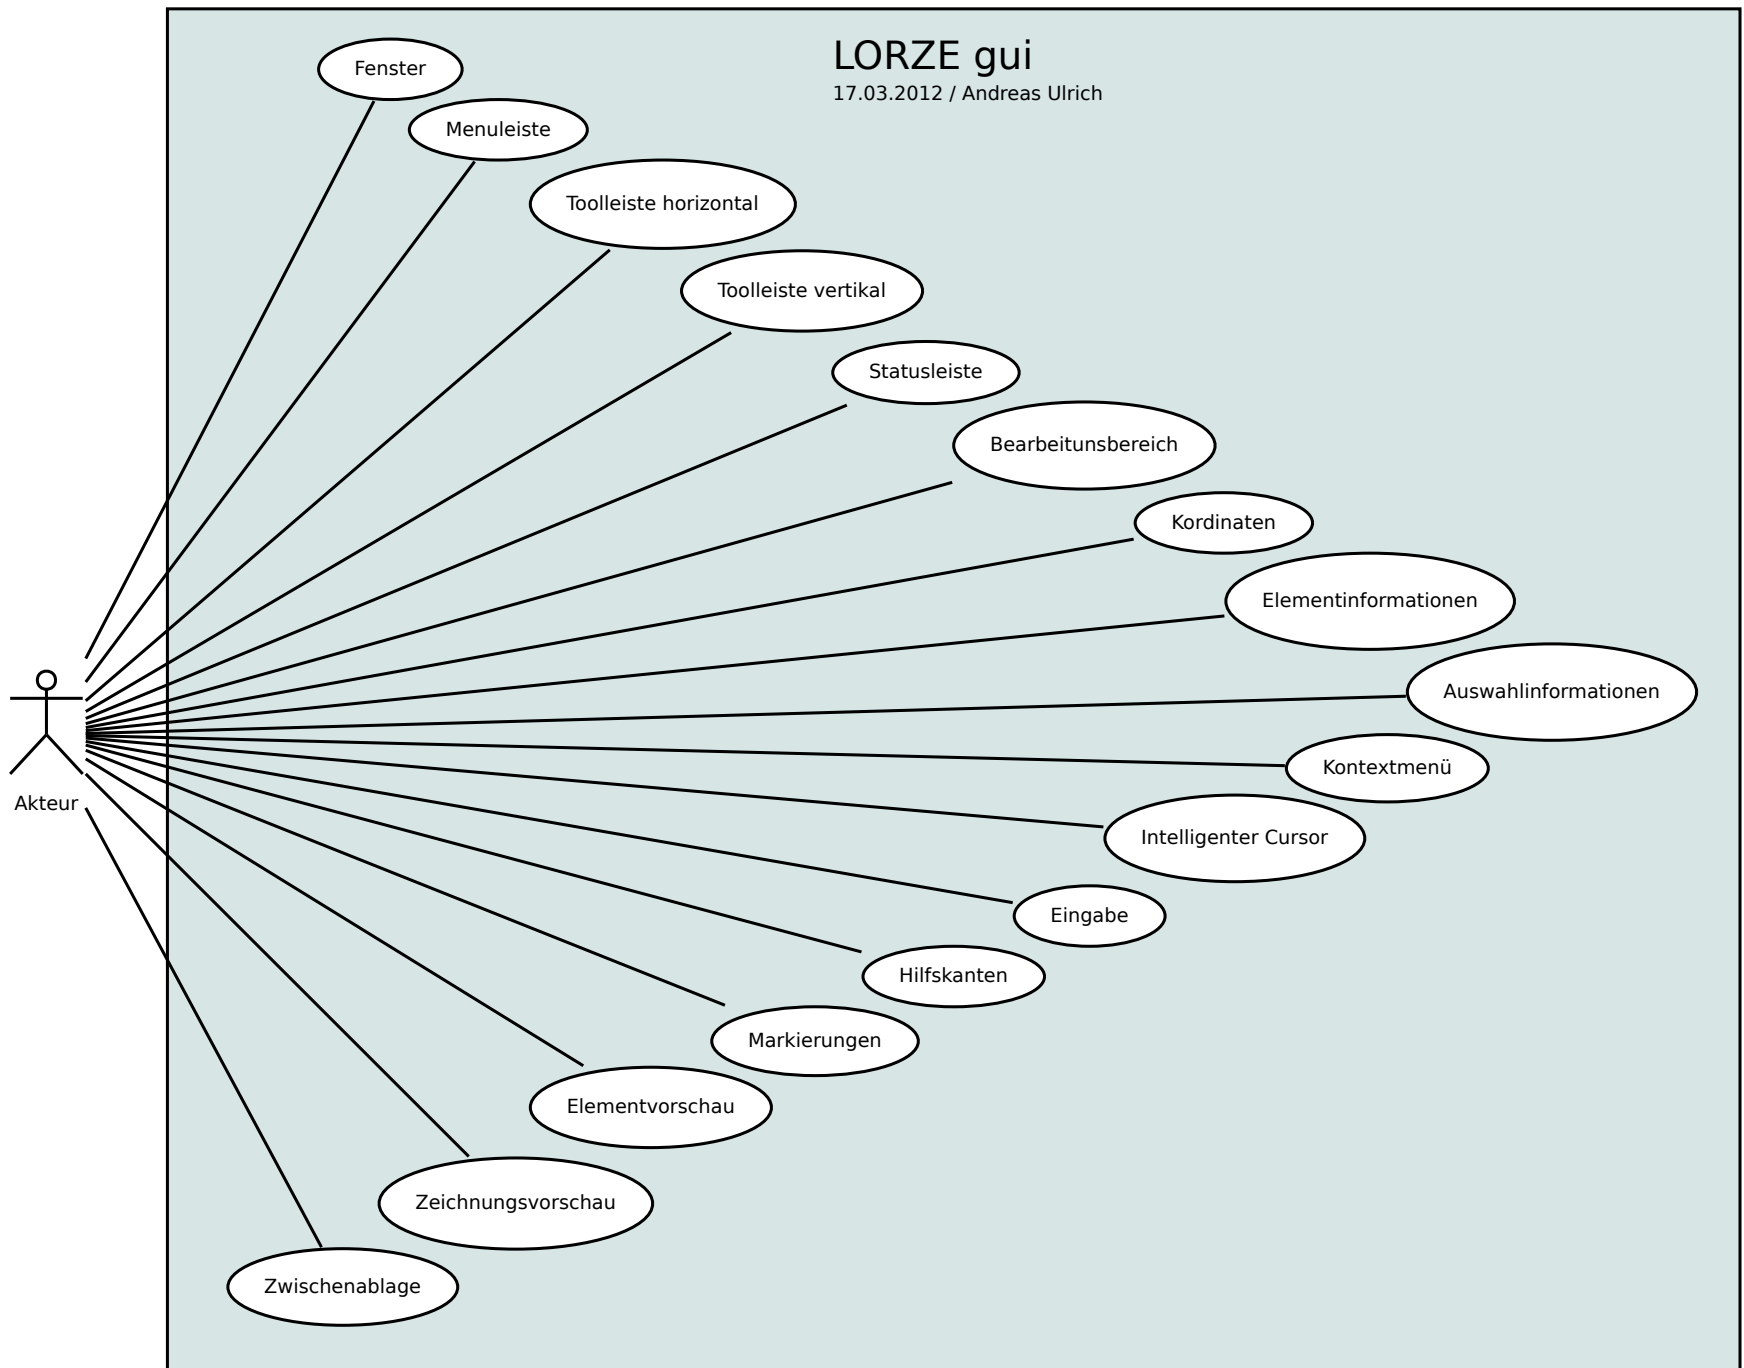 LORZE gui
17.03.2012 / Andreas Ulrich
Fenster
Menuleiste
Toolleiste horizontal
Toolleiste vertikal
Statusleiste
Bearbeitunsbereich
Kordinaten
Elementinformationen
Auswahlinformationen
Kontextmenü
Akteur
Intelligenter Cursor
Eingabe
Hilfskanten
Markierungen
Elementvorschau
Zeichnungsvorschau
Zwischenablage